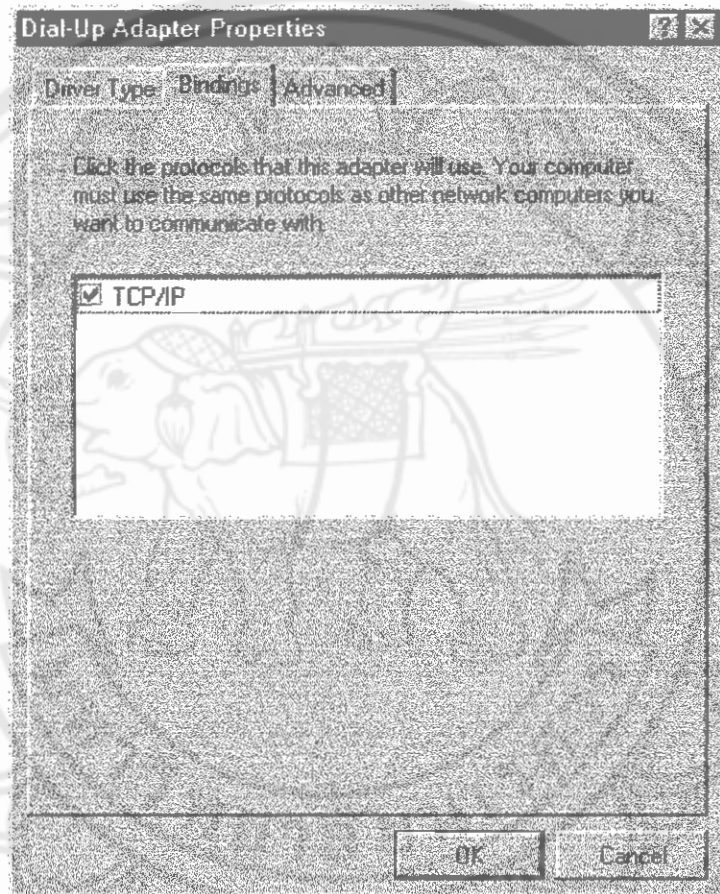 Dial-Up Adapter Properties
Driver Type Bindings Advanced
Click the protocols that this adapter will use. Your computer
must use the same protocols as other network computers you
want to communicate with.
TCP/IP
OK Cancel